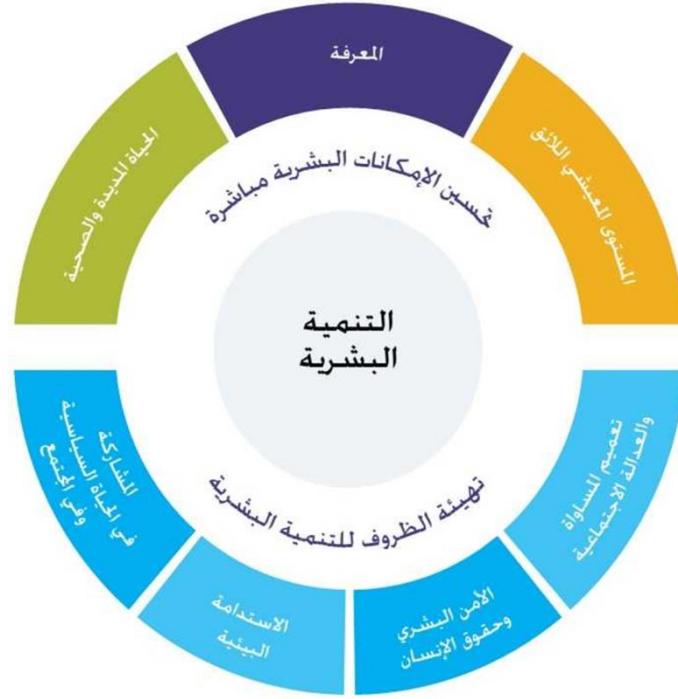 المعرفة
المستوى المعيشي اللائق
الحياة المديدة والصحية
تحسين الإمكانات البشرية مباشرة
التنمية
البشرية
تهيئة الظروف للتنمية البشرية
تعميم المساواة
والعدالة الاجتماعية
الأمن البشري
وحقوق الإنسان
الاستدامة
البيئية
المشاركة
في الحياة السياسية
وفي المجتمع